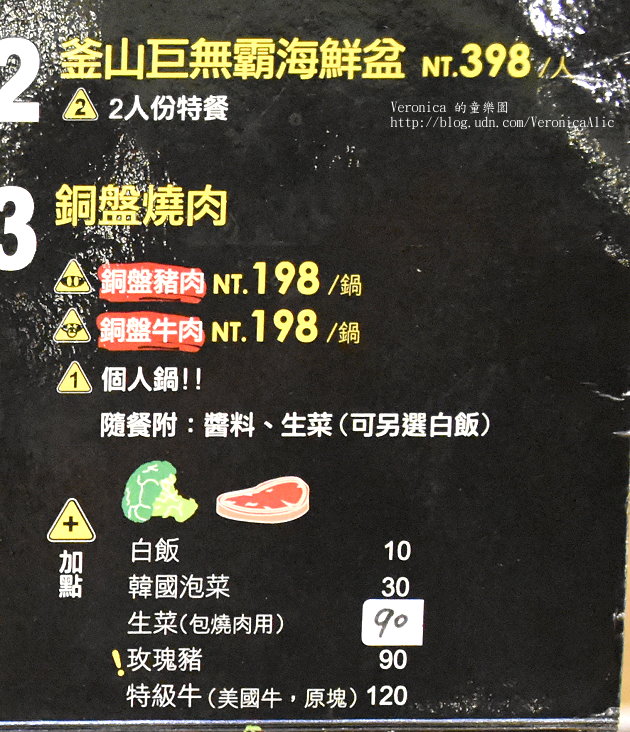 2 釜山巨無霸海鮮盆 NT.398/人
2 2人份特餐
Veronica 的童樂園
http://blog.udn.com/VeronicaAlic
3 銅盤燒肉
銅盤豬肉 NT.198/鍋
銅盤牛肉 NT.198/鍋
1 個人鍋!!
隨餐附：醬料、生菜(可另選白飯)
+ 加點
白飯 10
韓國泡菜 30
生菜(包燒肉用) 90
!玫瑰豬 90
特級牛(美國牛，原塊) 120